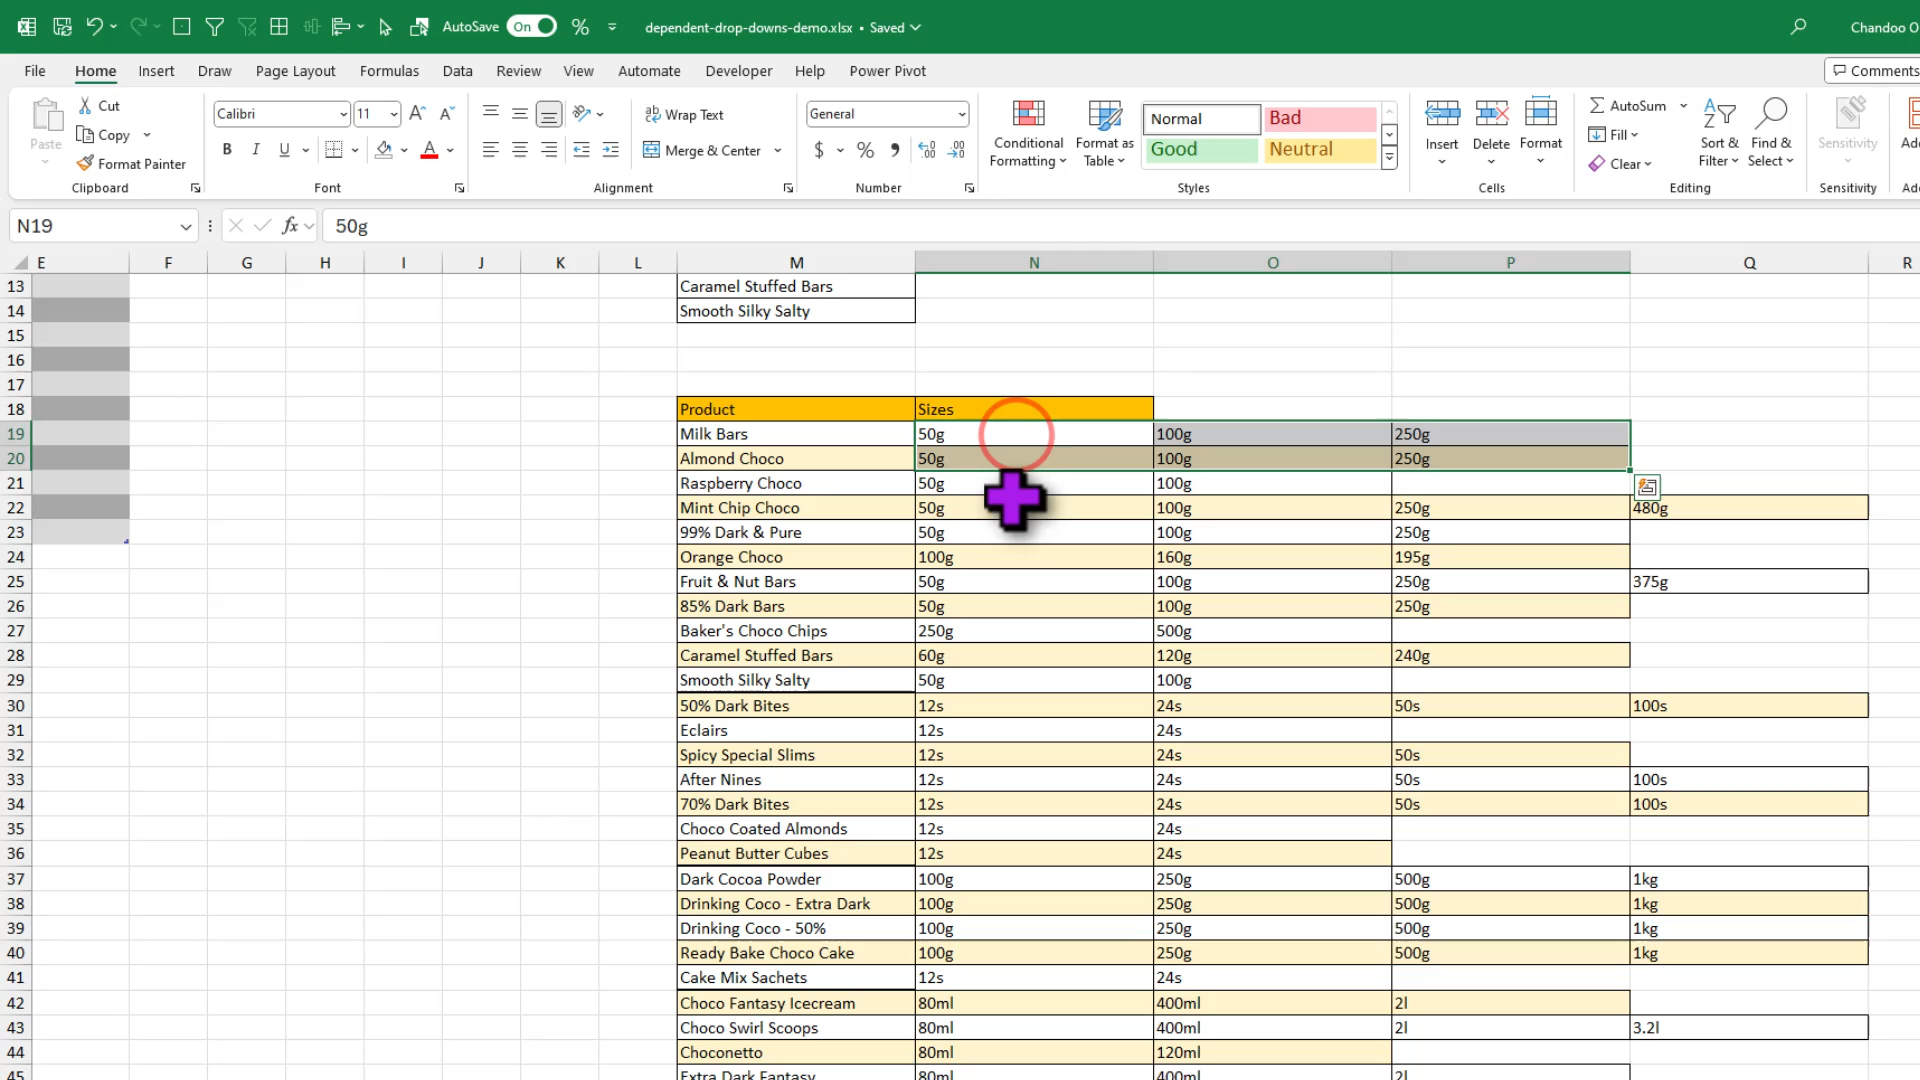 AutoSave On dependent-drop-downs-demo.xlsx • Saved Chandoo O
File Home Insert Draw Page Layout Formulas Data Review View Automate Developer Help Power Pivot Comments
Paste Cut Copy Format Painter Clipboard
Calibri 11 B I U A Font
Wrap Text Merge & Center Alignment
General $ % Number
Conditional Formatting Format as Table Normal Bad Good Neutral Styles
Insert Delete Format Cells
AutoSum Fill Clear Sort & Filter Find & Select Editing
Sensitivity Sensitivity
N19 fx 50g
E F G H I J K L M N O P Q R
13 Caramel Stuffed Bars
14 Smooth Silky Salty
15
16
17
18 Product Sizes
19 Milk Bars 50g 100g 250g
20 Almond Choco 50g 100g 250g
21 Raspberry Choco 50g 100g
22 Mint Chip Choco 50g 100g 250g 480g
23 99% Dark & Pure 50g 100g 250g
24 Orange Choco 100g 160g 195g
25 Fruit & Nut Bars 50g 100g 250g 375g
26 85% Dark Bars 50g 100g 250g
27 Baker's Choco Chips 250g 500g
28 Caramel Stuffed Bars 60g 120g 240g
29 Smooth Silky Salty 50g 100g
30 50% Dark Bites 12s 24s 50s 100s
31 Eclairs 12s 24s
32 Spicy Special Slims 12s 24s 50s
33 After Nines 12s 24s 50s 100s
34 70% Dark Bites 12s 24s 50s 100s
35 Choco Coated Almonds 12s 24s
36 Peanut Butter Cubes 12s 24s
37 Dark Cocoa Powder 100g 250g 500g 1kg
38 Drinking Coco - Extra Dark 100g 250g 500g 1kg
39 Drinking Coco - 50% 100g 250g 500g 1kg
40 Ready Bake Choco Cake 100g 250g 500g 1kg
41 Cake Mix Sachets 12s 24s
42 Choco Fantasy Icecream 80ml 400ml 2l
43 Choco Swirl Scoops 80ml 400ml 2l 3.2l
44 Choconetto 80ml 120ml
45 Extra Dark Fantasy 80ml 400ml 2l